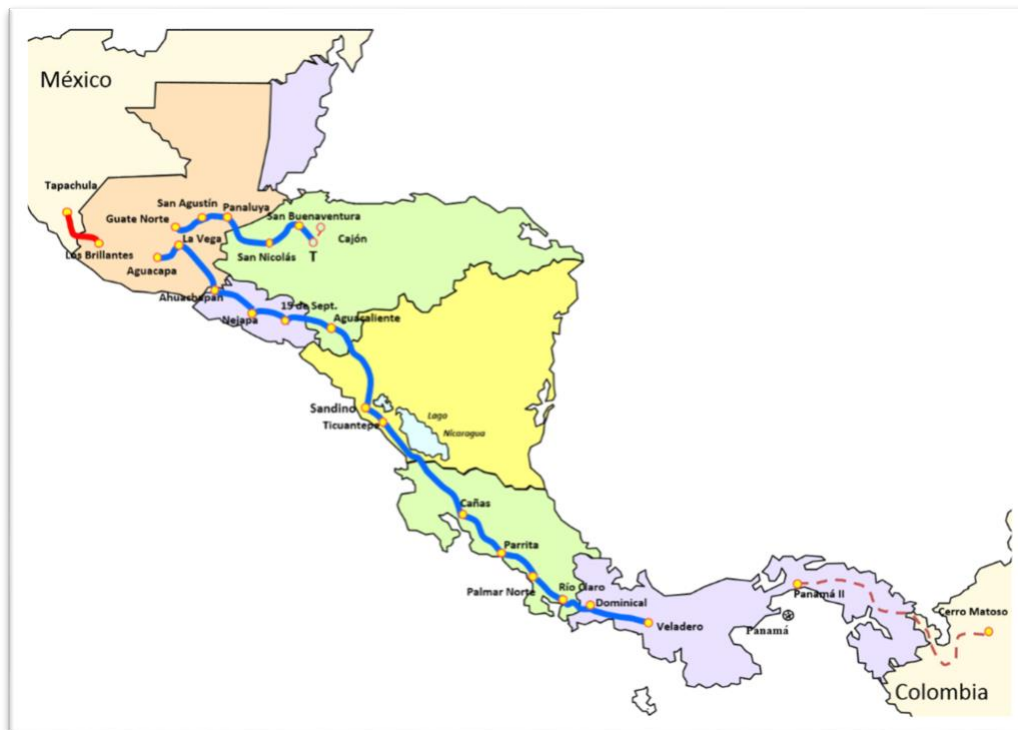 México
Tapachula
San Agustín
Panaluya
Guate Norte
San Buenaventura
La Vega
Cajón
Los Brillantes
San Nicolás
T
Aguacapa
Ahuachapán
15 de Sept.
Nejapa
Aguacaliente
Sandino
Lago
Ticuantepe
Nicaragua
Cañas
Parrita
Palmar Norte
Río Claro
Dominical
Panamá II
Cerro Matoso
Veladero
Panamá
Colombia